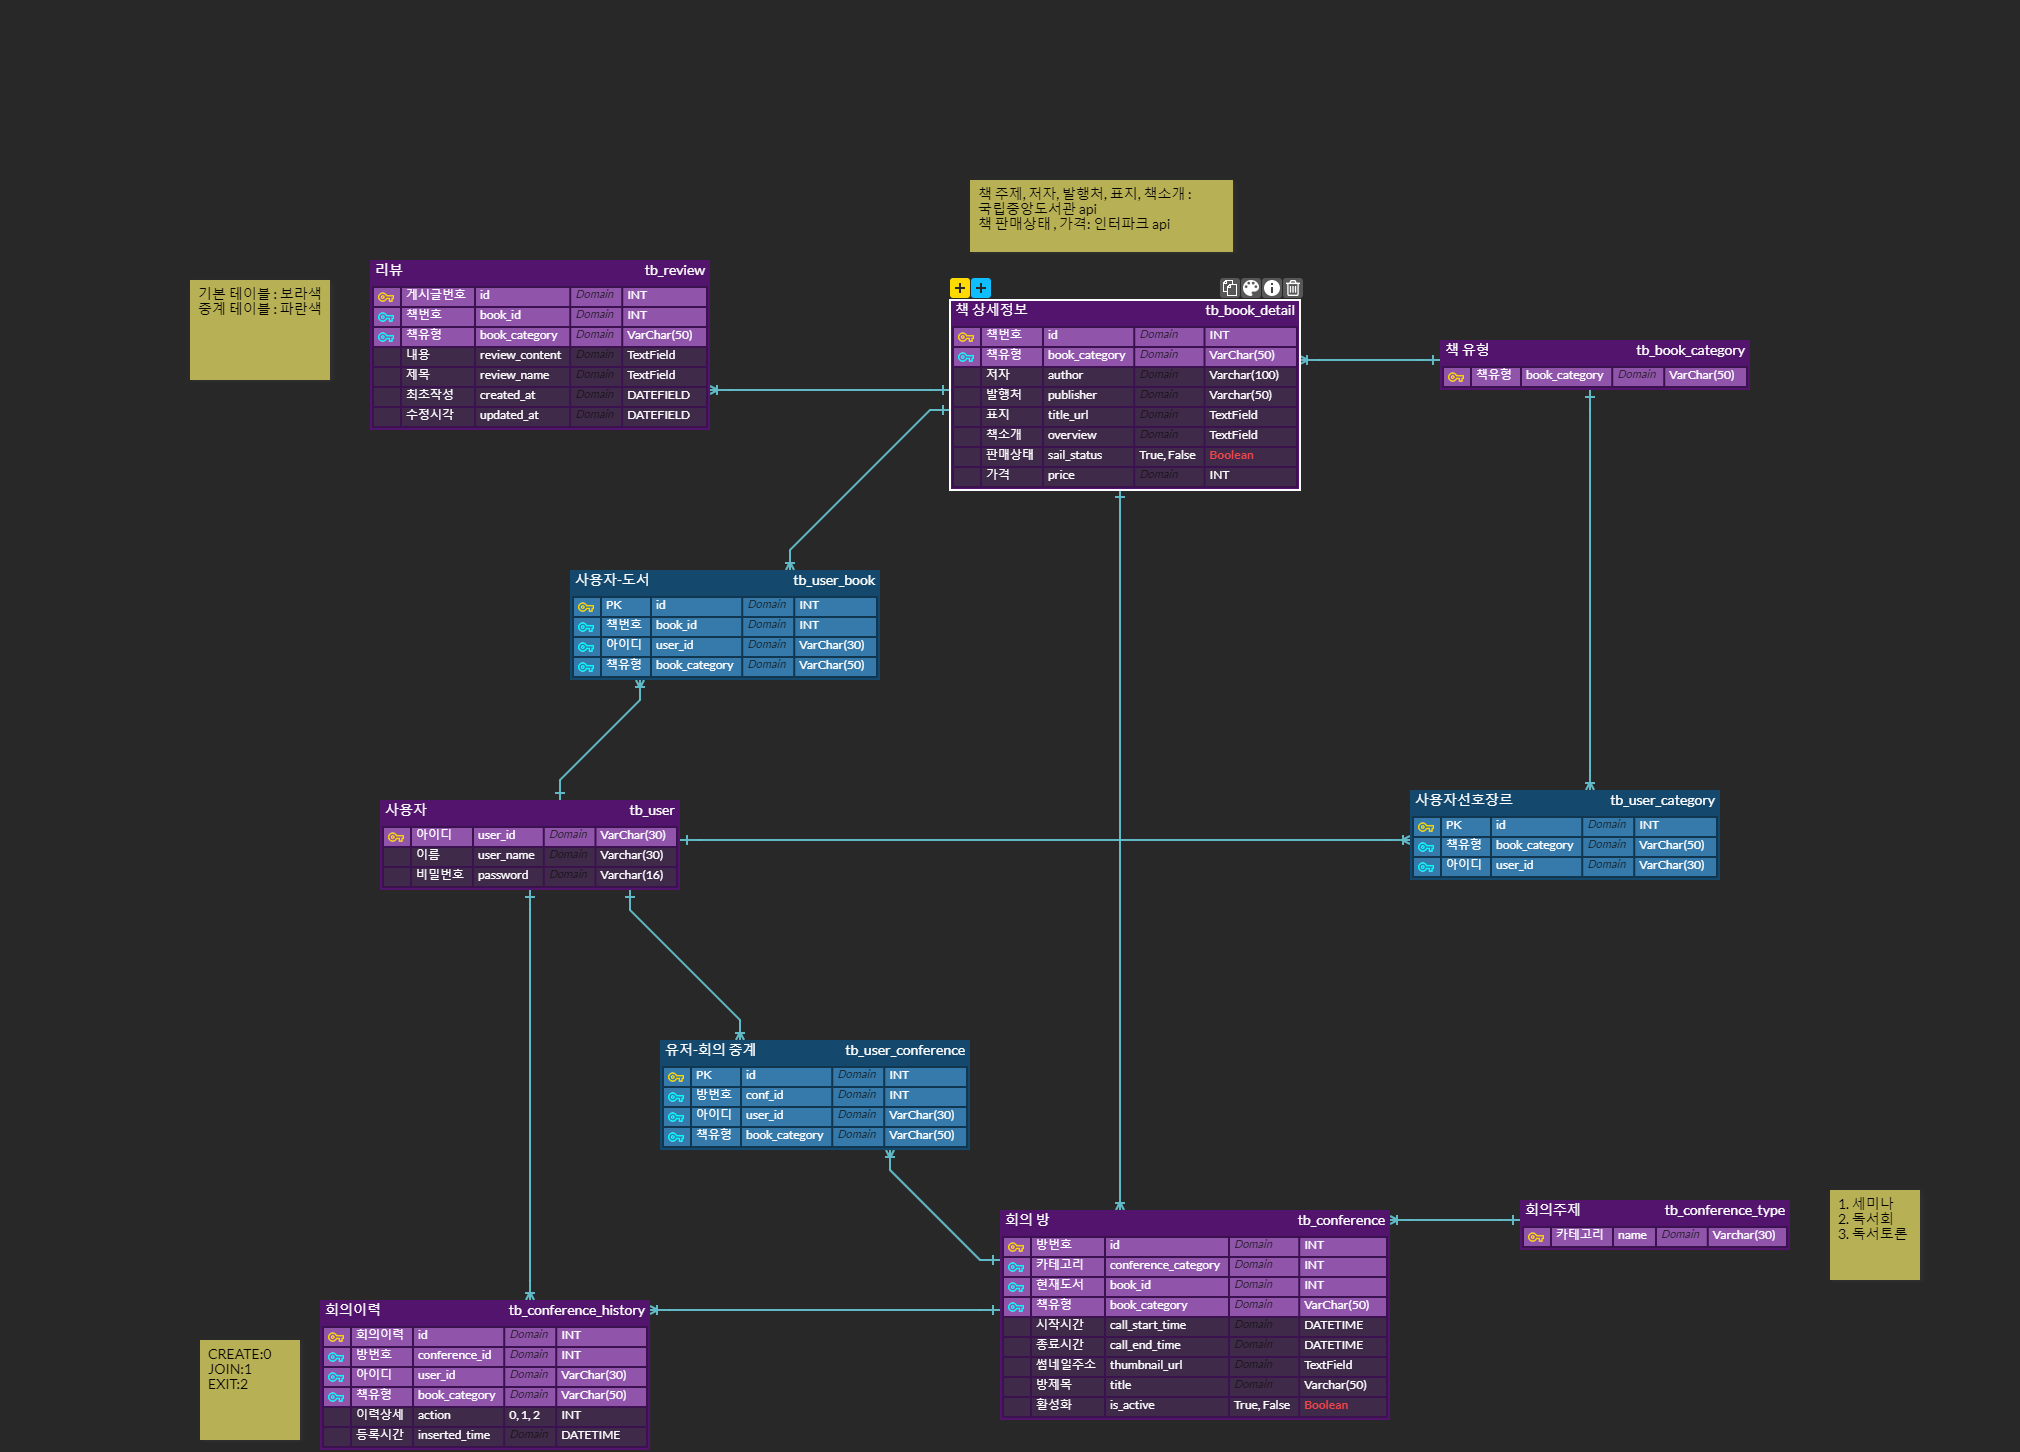 책 주제, 저자, 발행처, 표지, 책소개 :
국립중앙도서관 api
책 판매상태 , 가격: 인터파크 api
기본 테이블 : 보라색
중계 테이블 : 파란색
리뷰 tb_review
게시글번호 id Domain INT
책번호 book_id Domain INT
책유형 book_category Domain VarChar(50)
내용 review_content Domain TextField
제목 review_name Domain TextField
최초작성 created_at Domain DATEFIELD
수정시각 updated_at Domain DATEFIELD
책 상세정보 tb_book_detail
책번호 id Domain INT
책유형 book_category Domain VarChar(50)
저자 author Domain Varchar(100)
발행처 publisher Domain Varchar(50)
표지 title_url Domain TextField
책소개 overview Domain TextField
판매상태 sail_status True, False Boolean
가격 price Domain INT
책 유형 tb_book_category
책유형 book_category Domain VarChar(50)
사용자-도서 tb_user_book
PK id Domain INT
책번호 book_id Domain INT
아이디 user_id Domain VarChar(30)
책유형 book_category Domain VarChar(50)
사용자 tb_user
아이디 user_id Domain VarChar(30)
이름 user_name Domain Varchar(30)
비밀번호 password Domain Varchar(16)
사용자선호장르 tb_user_category
PK id Domain INT
책유형 book_category Domain VarChar(50)
아이디 user_id Domain VarChar(30)
유저-회의 중계 tb_user_conference
PK id Domain INT
방번호 conf_id Domain INT
아이디 user_id Domain VarChar(30)
책유형 book_category Domain VarChar(50)
회의 방 tb_conference
방번호 id Domain INT
카테고리 conference_category Domain INT
현재도서 book_id Domain INT
책유형 book_category Domain VarChar(50)
시작시간 call_start_time Domain DATETIME
종료시간 call_end_time Domain DATETIME
썸네일주소 thumbnail_url Domain TextField
방제목 title Domain Varchar(50)
활성화 is_active True, False Boolean
회의주제 tb_conference_type
카테고리 name Domain Varchar(30)
1. 세미나
2. 독서회
3. 독서토론
회의이력 tb_conference_history
회의이력 id Domain INT
방번호 conference_id Domain INT
아이디 user_id Domain VarChar(30)
책유형 book_category Domain VarChar(50)
이력상세 action 0, 1, 2 INT
등록시간 inserted_time Domain DATETIME
CREATE:0
JOIN:1
EXIT:2